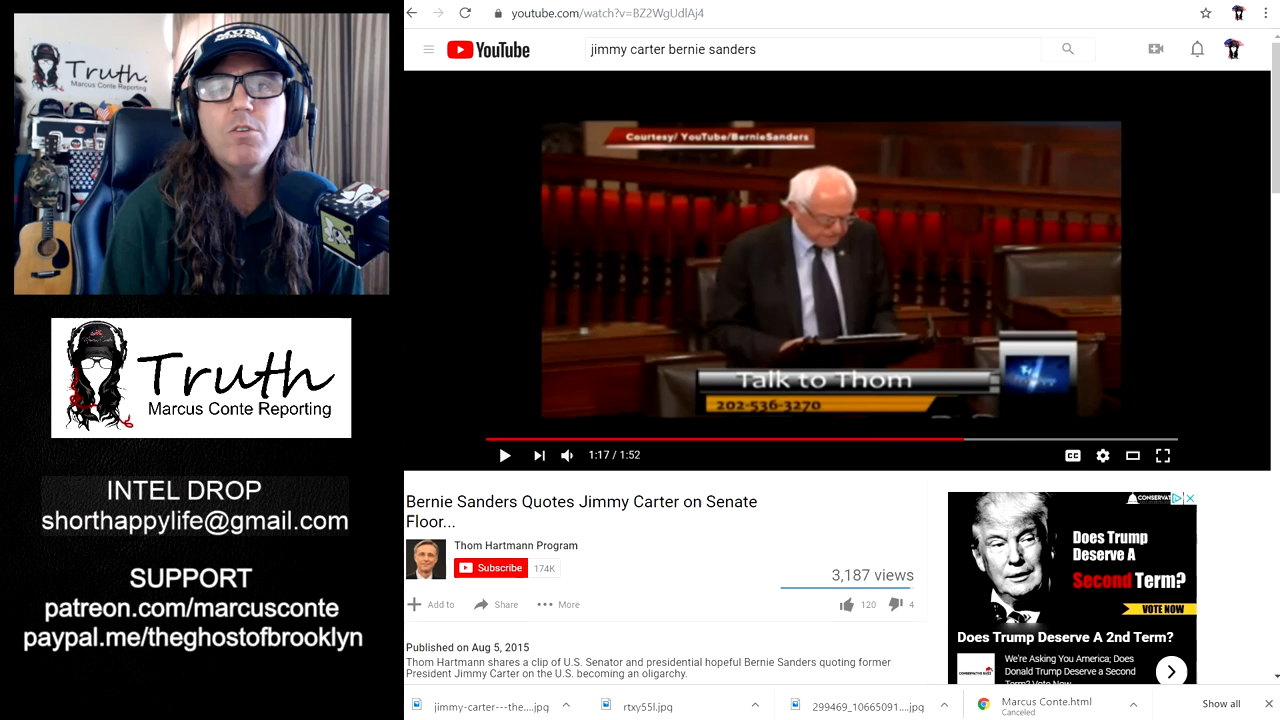 Truth.
Marcus Conte Reporting
Truth
Marcus Conte Reporting
INTEL DROP
shorthappylife@gmail.com
SUPPORT
patreon.com/marcusconte
paypal.me/theghostofbrooklyn
youtube.com/watch?v=BZ2WgUdlAj4
YouTube
jimmy carter bernie sanders
Courtesy/ YouTube/BernieSanders
Talk to Thom
202-536-3270
1:17 / 1:52
CC
Bernie Sanders Quotes Jimmy Carter on Senate
Floor...
Thom Hartmann Program
Subscribe 174K
3,187 views
Add to Share More 120 4
Published on Aug 5, 2015
Thom Hartmann shares a clip of U.S. Senator and presidential hopeful Bernie Sanders quoting former
President Jimmy Carter on the U.S. becoming an oligarchy.
Does Trump
Deserve A
Second Term?
VOTE NOW
Does Trump Deserve A 2nd Term?
We're Asking You America; Does
Donald Trump Deserve a Second
Term? Vote Now
jimmy-carter---the....jpg
rtxy55l.jpg
299469_10665091....jpg
Marcus Conte.html
Canceled
Show all